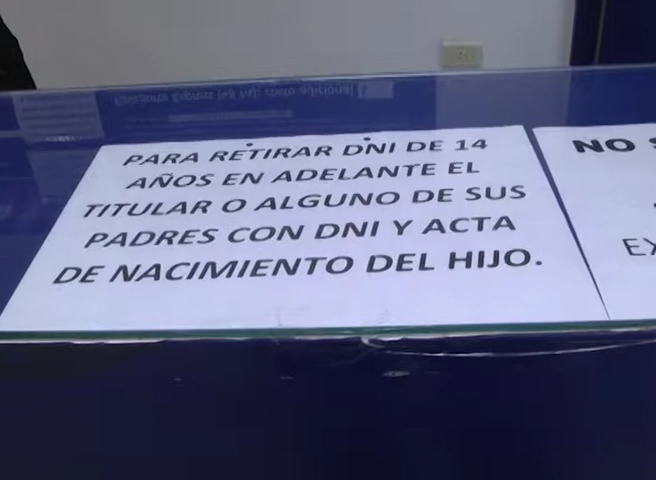 PARA RETIRAR DNI DE 14
AÑOS EN ADELANTE EL
TITULAR O ALGUNO DE SUS
PADRES CON DNI Y ACTA
DE NACIMIENTO DEL HIJO.
NO